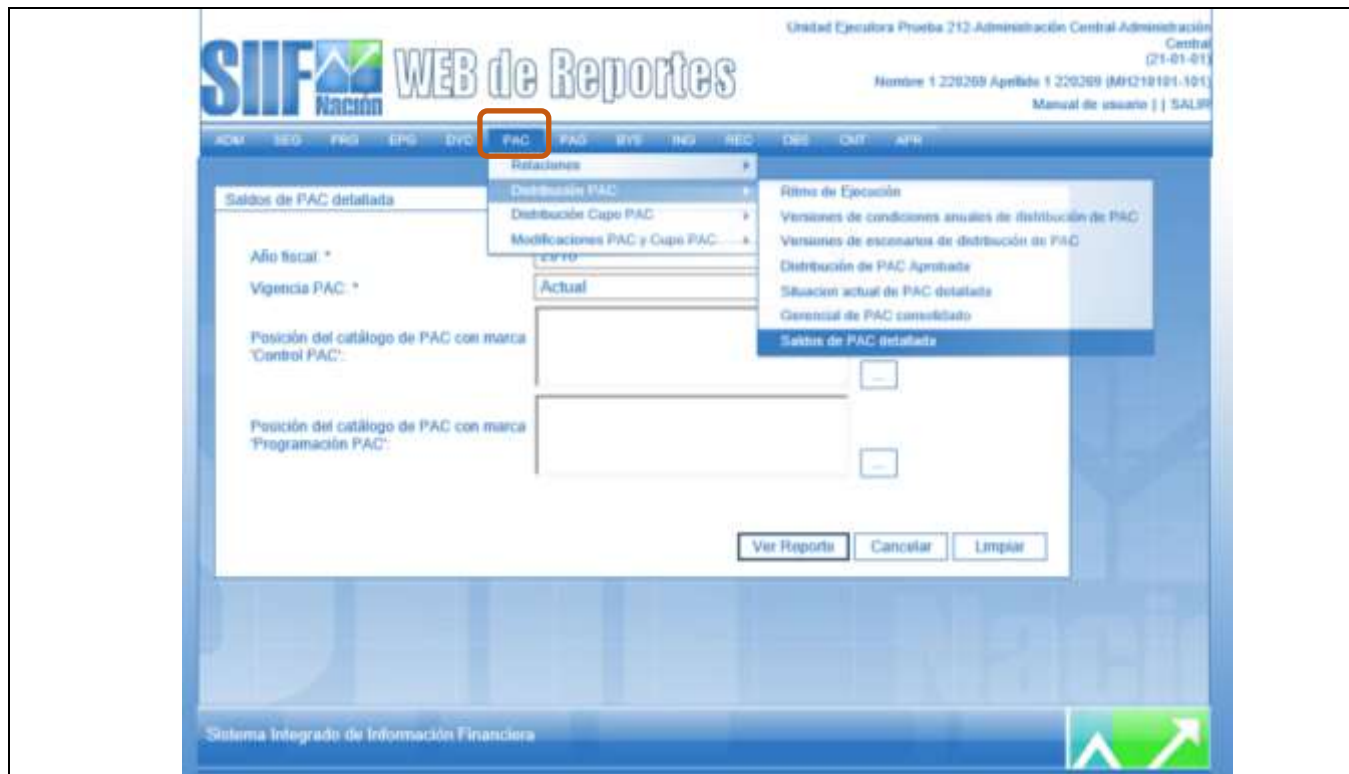 Unidad Ejecutora Prueba 212-Administración Central Administración
Central
(21-01-01)
SIIF Nación WEB de Reportes
Nombre 1 220269 Apellido 1 220269 (MH210101-101)
Manual de usuario | | SALIR
ADM SEG PRG EPG DYC PAC PAG BYS ING REC DES CNT APR
Rotaciones
Saldos de PAC detallada
Distribución PAC
Ritmo de Ejecución
Distribución Cupo PAC
Versiones de condiciones anuales de distribución de PAC
Modificaciones PAC y Cupo PAC
Versiones de escenarios de distribución de PAC
Año fiscal: *
2010
Distribución de PAC Aprobada
Vigencia PAC: *
Actual
Situacion actual de PAC detallada
Gerencial de PAC consolidado
Saldos de PAC detallada
Posición del catálogo de PAC con marca
'Control PAC':
...
Posición del catálogo de PAC con marca
'Programación PAC':
...
Ver Reporte Cancelar Limpiar
Nación
Sistema Integrado de Información Financiera